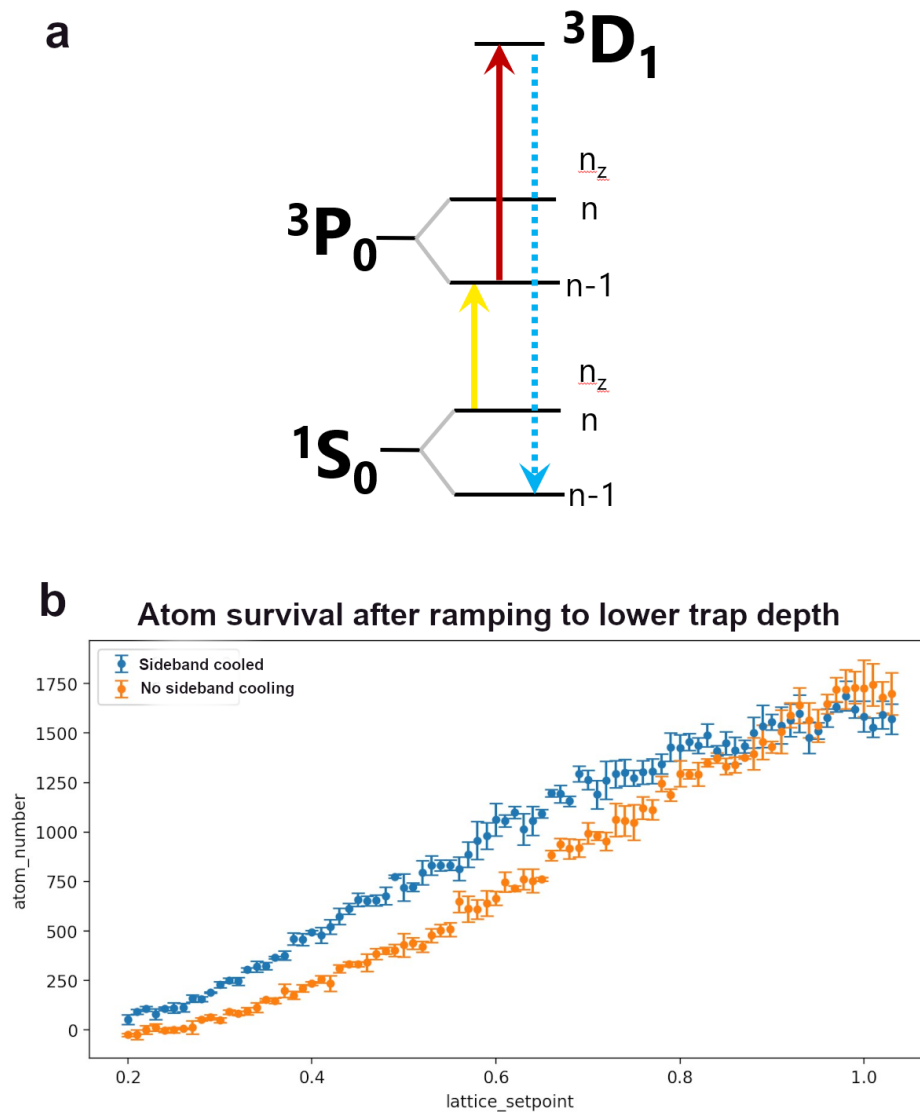 a
³D₁
n_z
n
³P₀
n-1
n_z
n
¹S₀
n-1
b
Atom survival after ramping to lower trap depth
Sideband cooled
No sideband cooling
1750
1500
1250
1000
750
500
250
0
atom_number
0.2 0.4 0.6 0.8 1.0
lattice_setpoint